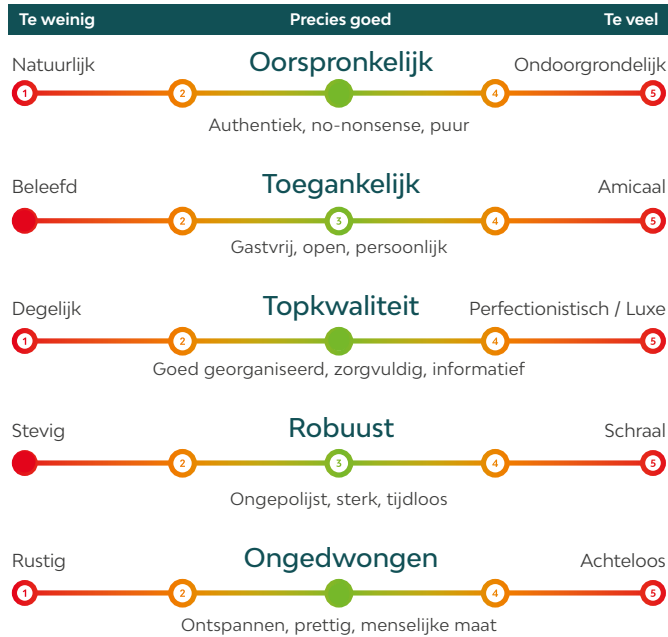 Te weinig Precies goed Te veel
Natuurlijk Oorspronkelijk Ondoorgrondelijk
1 2 4 5
Authentiek, no-nonsense, puur
Beleefd Toegankelijk Amicaal
2 3 4 5
Gastvrij, open, persoonlijk
Degelijk Topkwaliteit Perfectionistisch / Luxe
1 2 4 5
Goed georganiseerd, zorgvuldig, informatief
Stevig Robuust Schraal
2 3 4 5
Ongepolijst, sterk, tijdloos
Rustig Ongedwongen Achteloos
1 2 4 5
Ontspannen, prettig, menselijke maat